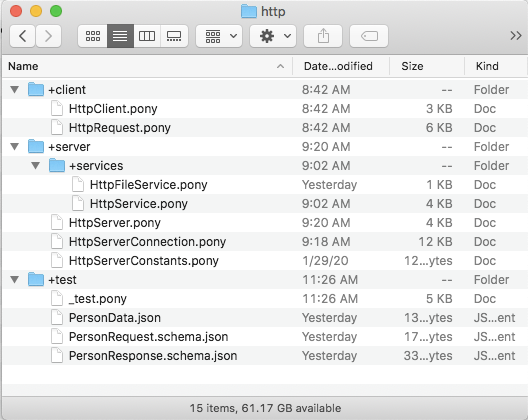 http
Name Date...odified Size Kind
+client 8:42 AM -- Folder
HttpClient.pony 8:42 AM 3 KB Doc
HttpRequest.pony 8:42 AM 6 KB Doc
+server 9:20 AM -- Folder
+services 9:02 AM -- Folder
HttpFileService.pony Yesterday 1 KB Doc
HttpService.pony 9:02 AM 4 KB Doc
HttpServer.pony 9:20 AM 4 KB Doc
HttpServerConnection.pony 9:18 AM 12 KB Doc
HttpServerConstants.pony 1/29/20 12...ytes Doc
+test 11:26 AM -- Folder
_test.pony 11:26 AM 5 KB Doc
PersonData.json Yesterday 13...ytes JS...ent
PersonRequest.schema.json Yesterday 17...ytes JS...ent
PersonResponse.schema.json Yesterday 33...ytes JS...ent
15 items, 61.17 GB available